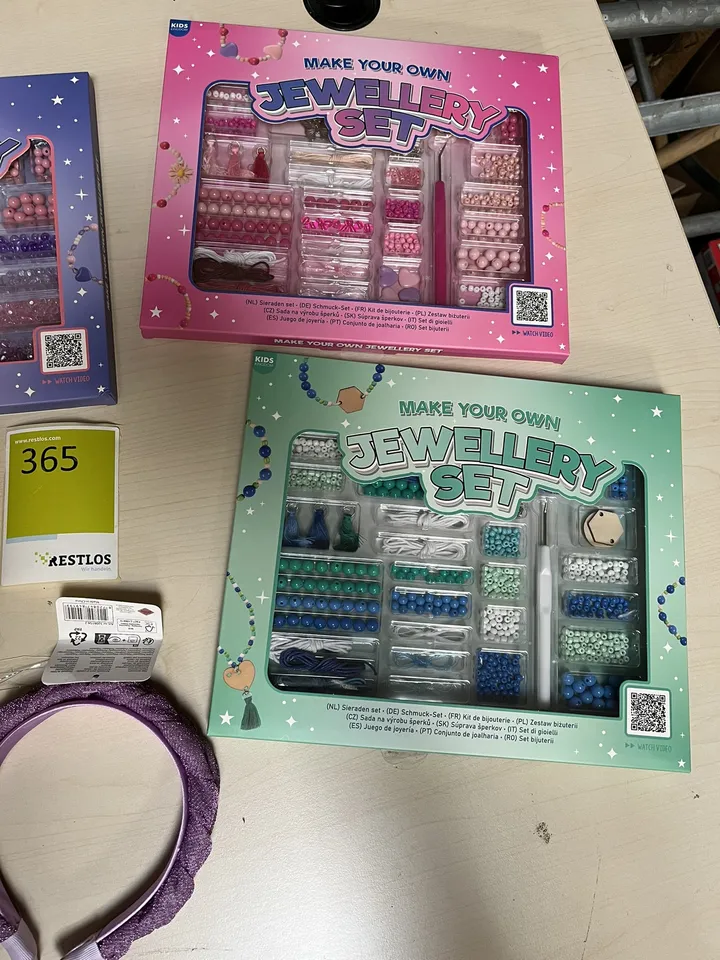 KIDS
KINGDOM
MAKE YOUR OWN
JEWELLERY
SET
(NL) Sieraden set - (DE) Schmuck-Set - (FR) Kit de bijouterie - (PL) Zestaw biżuterii
(CZ) Sada na výrobu šperků - (SK) Súprava šperkov - (IT) Set di gioielli
(ES) Juego de joyería - (PT) Conjunto de joalharia - (RO) Set bijuterii
WATCH VIDEO
MAKE YOUR OWN JEWELLERY SET
Y
WATCH VIDEO
KIDS
KINGDOM
MAKE YOUR OWN
JEWELLERY
SET
(NL) Sieraden set - (DE) Schmuck-Set - (FR) Kit de bijouterie - (PL) Zestaw biżuterii
(CZ) Sada na výrobu šperků - (SK) Súprava šperkov - (IT) Set di gioielli
(ES) Juego de joyería - (PT) Conjunto de joalharia - (RO) Set bijuterii
WATCH VIDEO
www.restlos.com
365
RESTLOS
Wir handeln.